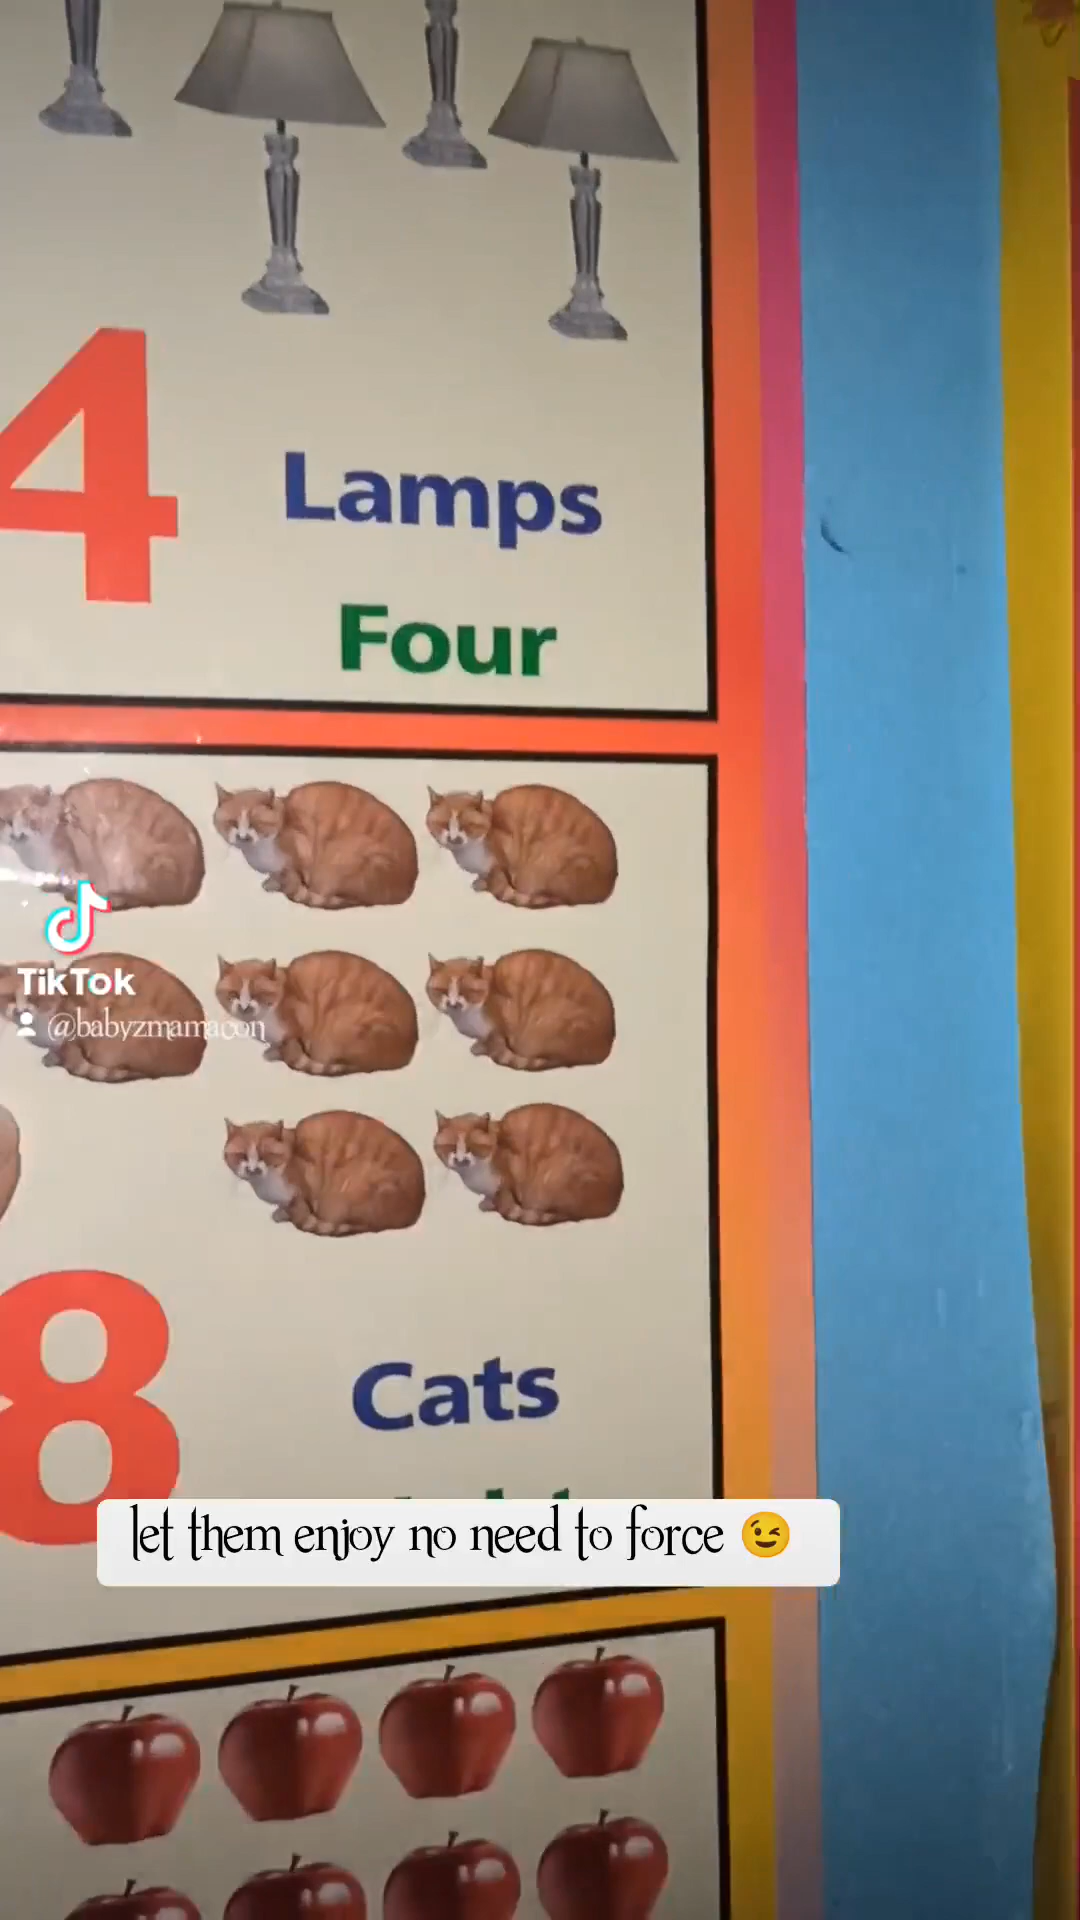 4
Lamps
Four
TikTok
@babyzmamacon
8
Cats
let them enjoy no need to force 😉